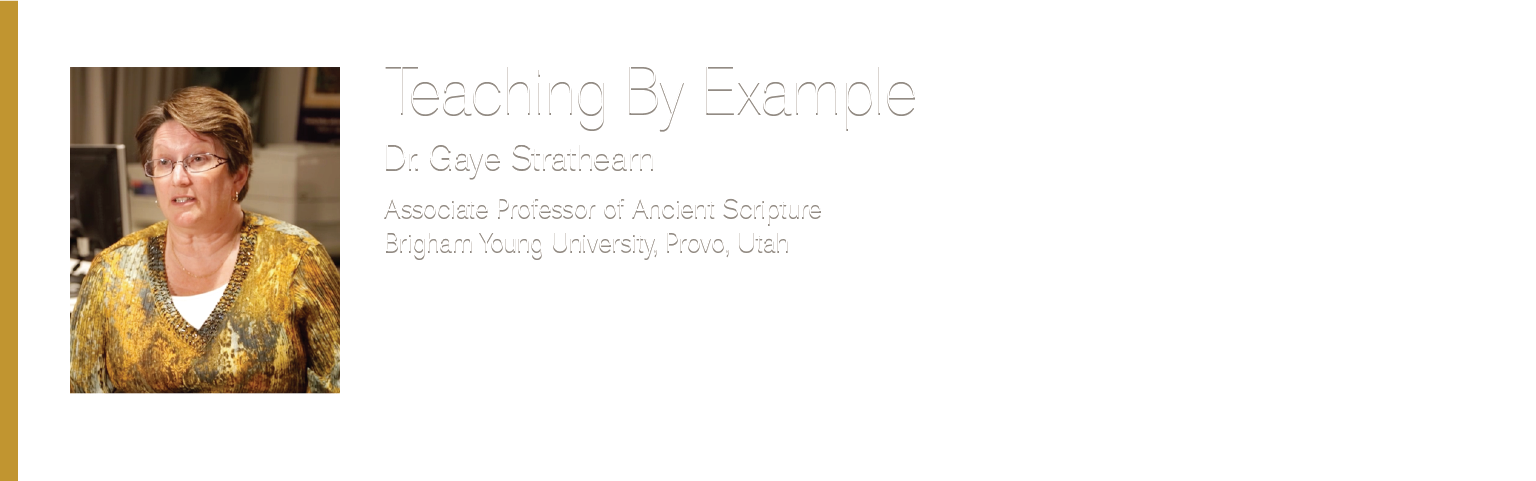 Teaching By Example
Dr. Gaye Strathearn
Associate Professor of Ancient Scripture
Brigham Young University, Provo, Utah